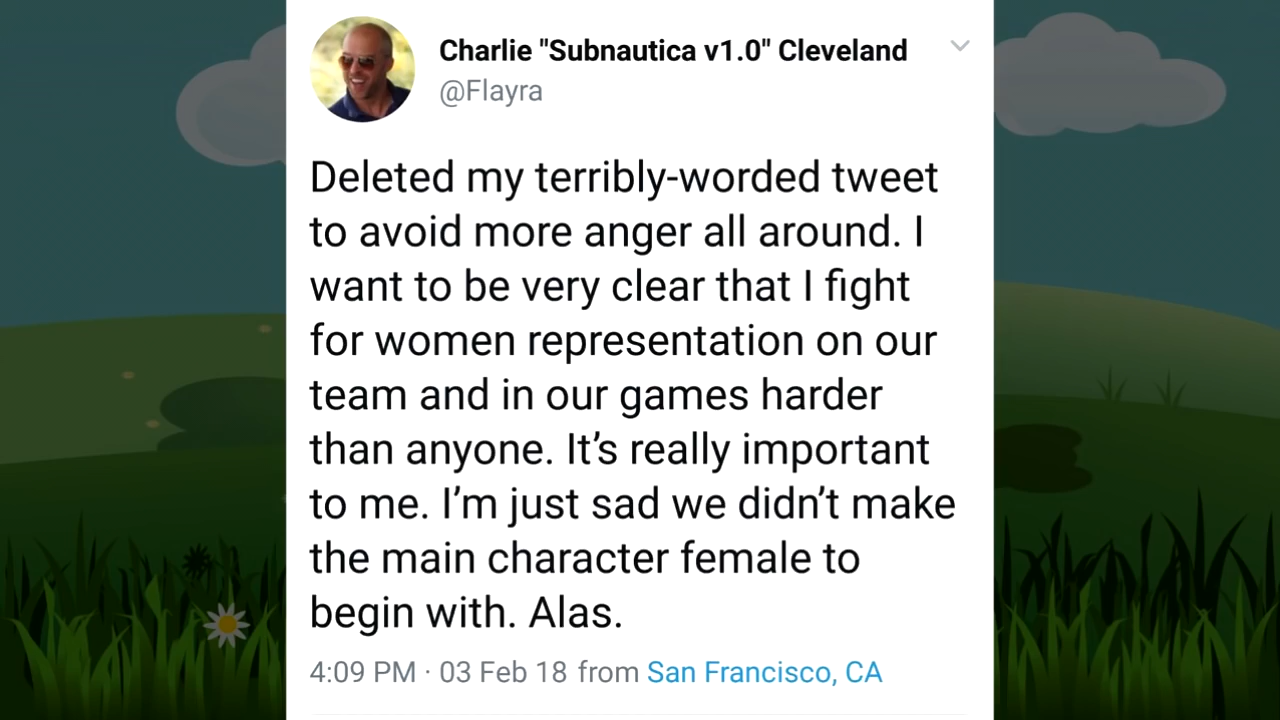 Charlie "Subnautica v1.0" Cleveland
@Flayra
Deleted my terribly-worded tweet
to avoid more anger all around. I
want to be very clear that I fight
for women representation on our
team and in our games harder
than anyone. It’s really important
to me. I’m just sad we didn’t make
the main character female to
begin with. Alas.
4:09 PM · 03 Feb 18 from San Francisco, CA